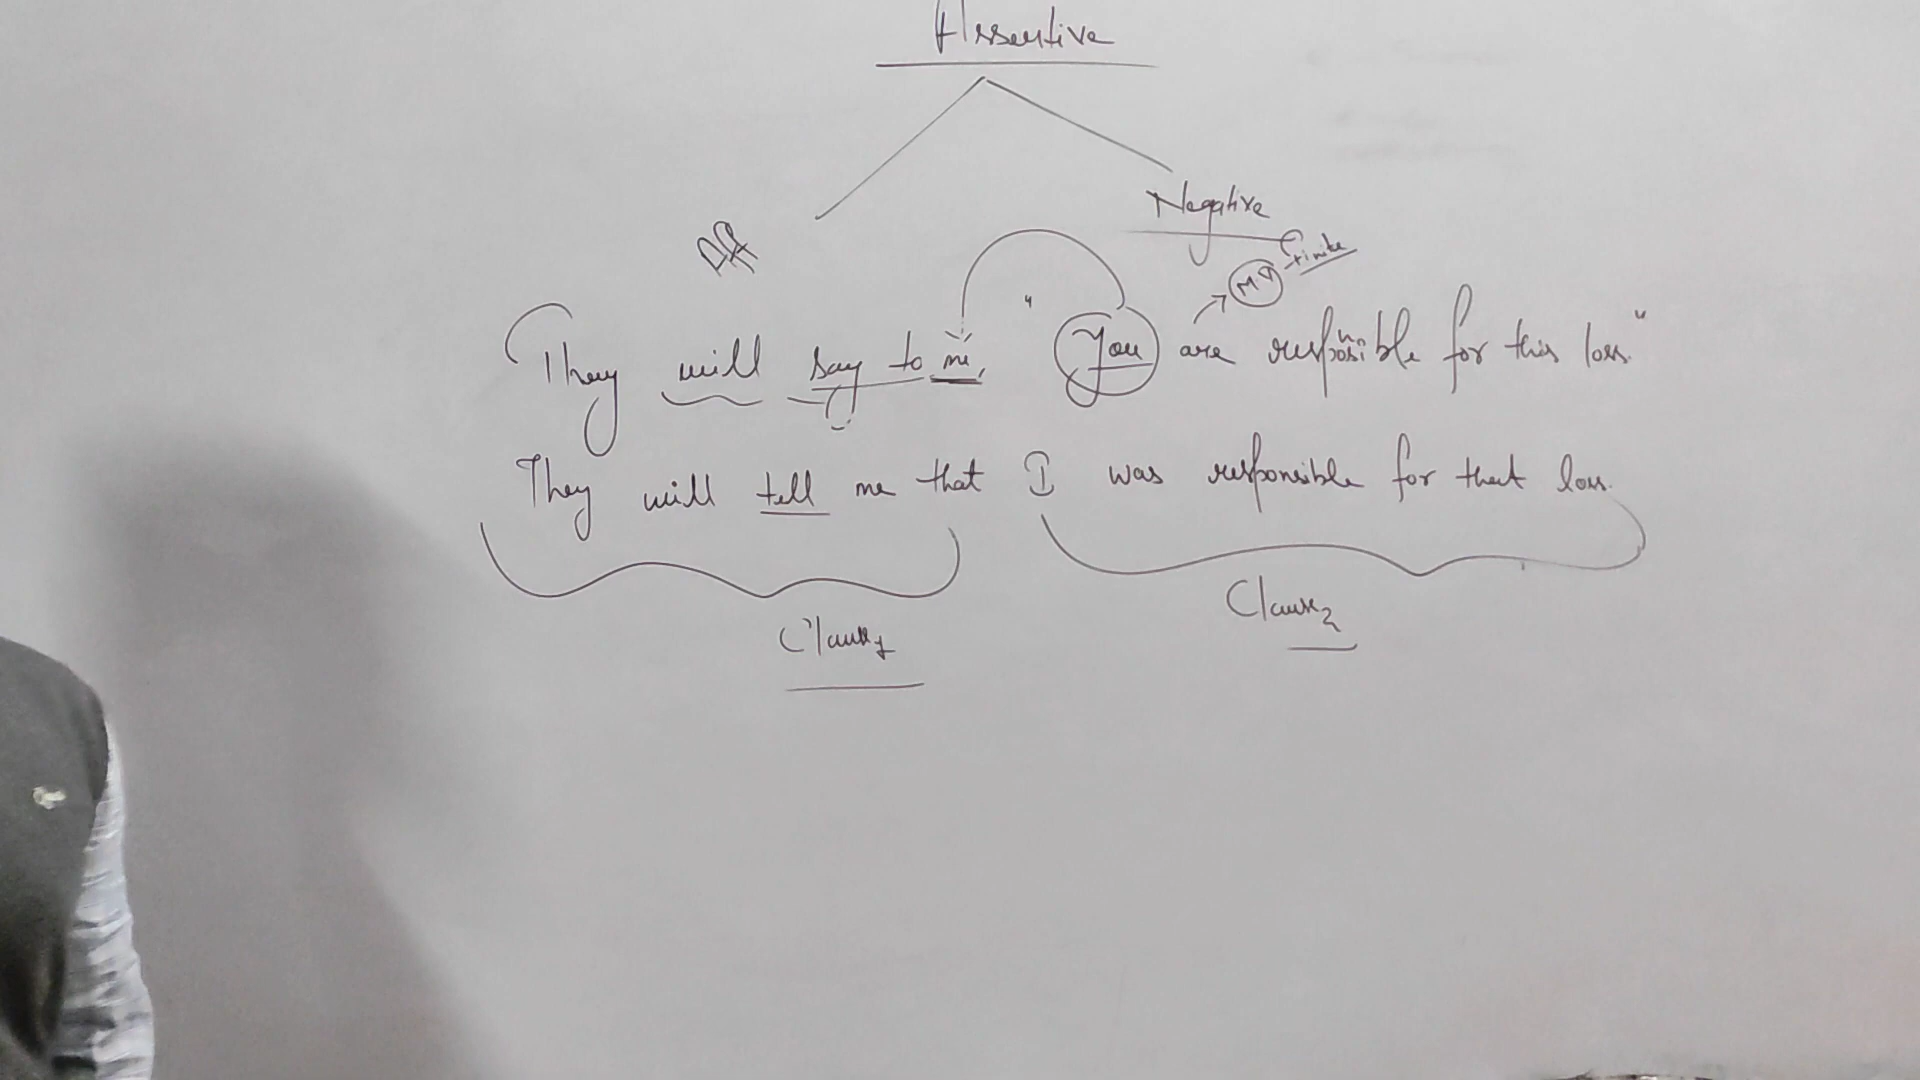 Assertive
Aff
Negative
M.V
finite
They will say to me, "You are responsible for this loss."
They will tell me that I was responsible for that loss.
Clause1
Clause2